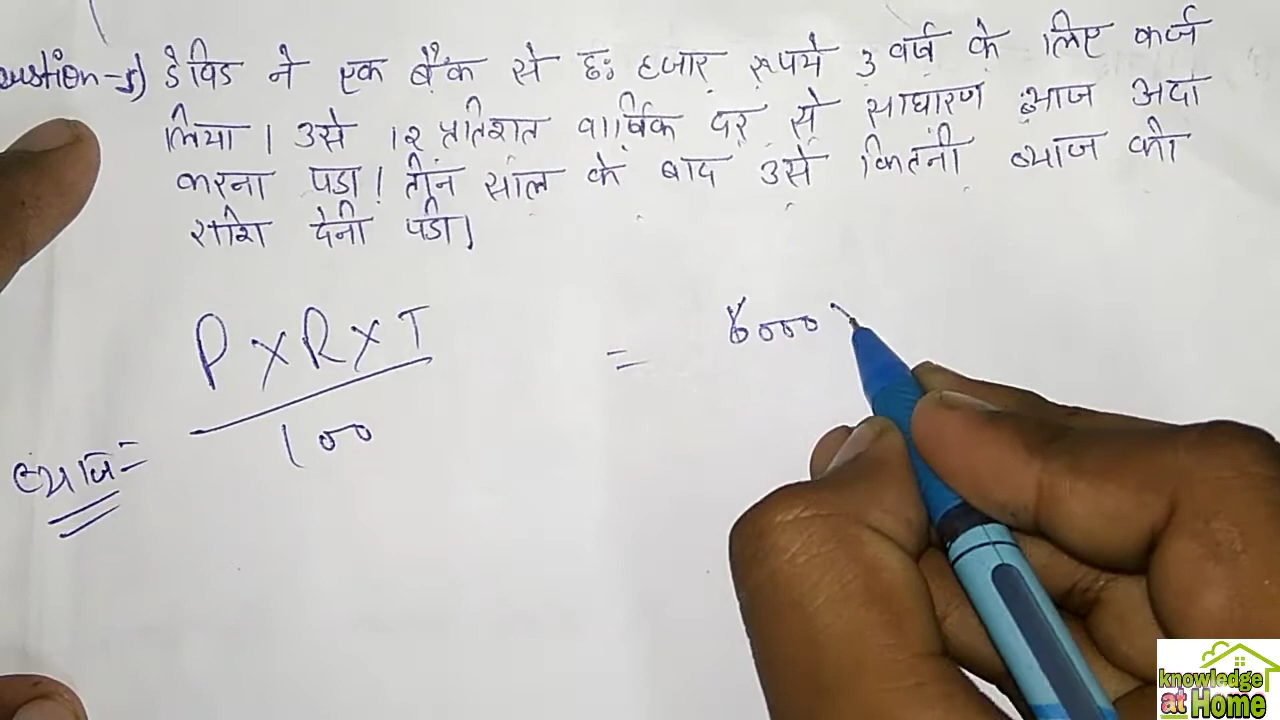 Question-5) डेविड ने एक बैंक से छः हजार रूपये 3 वर्ष के लिए कर्ज
लिया। उसे 12 प्रतिशत वार्षिक दर से साधारण ब्याज अदा
करना पडा! तीन साल के बाद उसे कितनी ब्याज की
राशि देनी पडी।
P×R×T
= 6000 ×
100
ब्याज =
knowledge
at Home